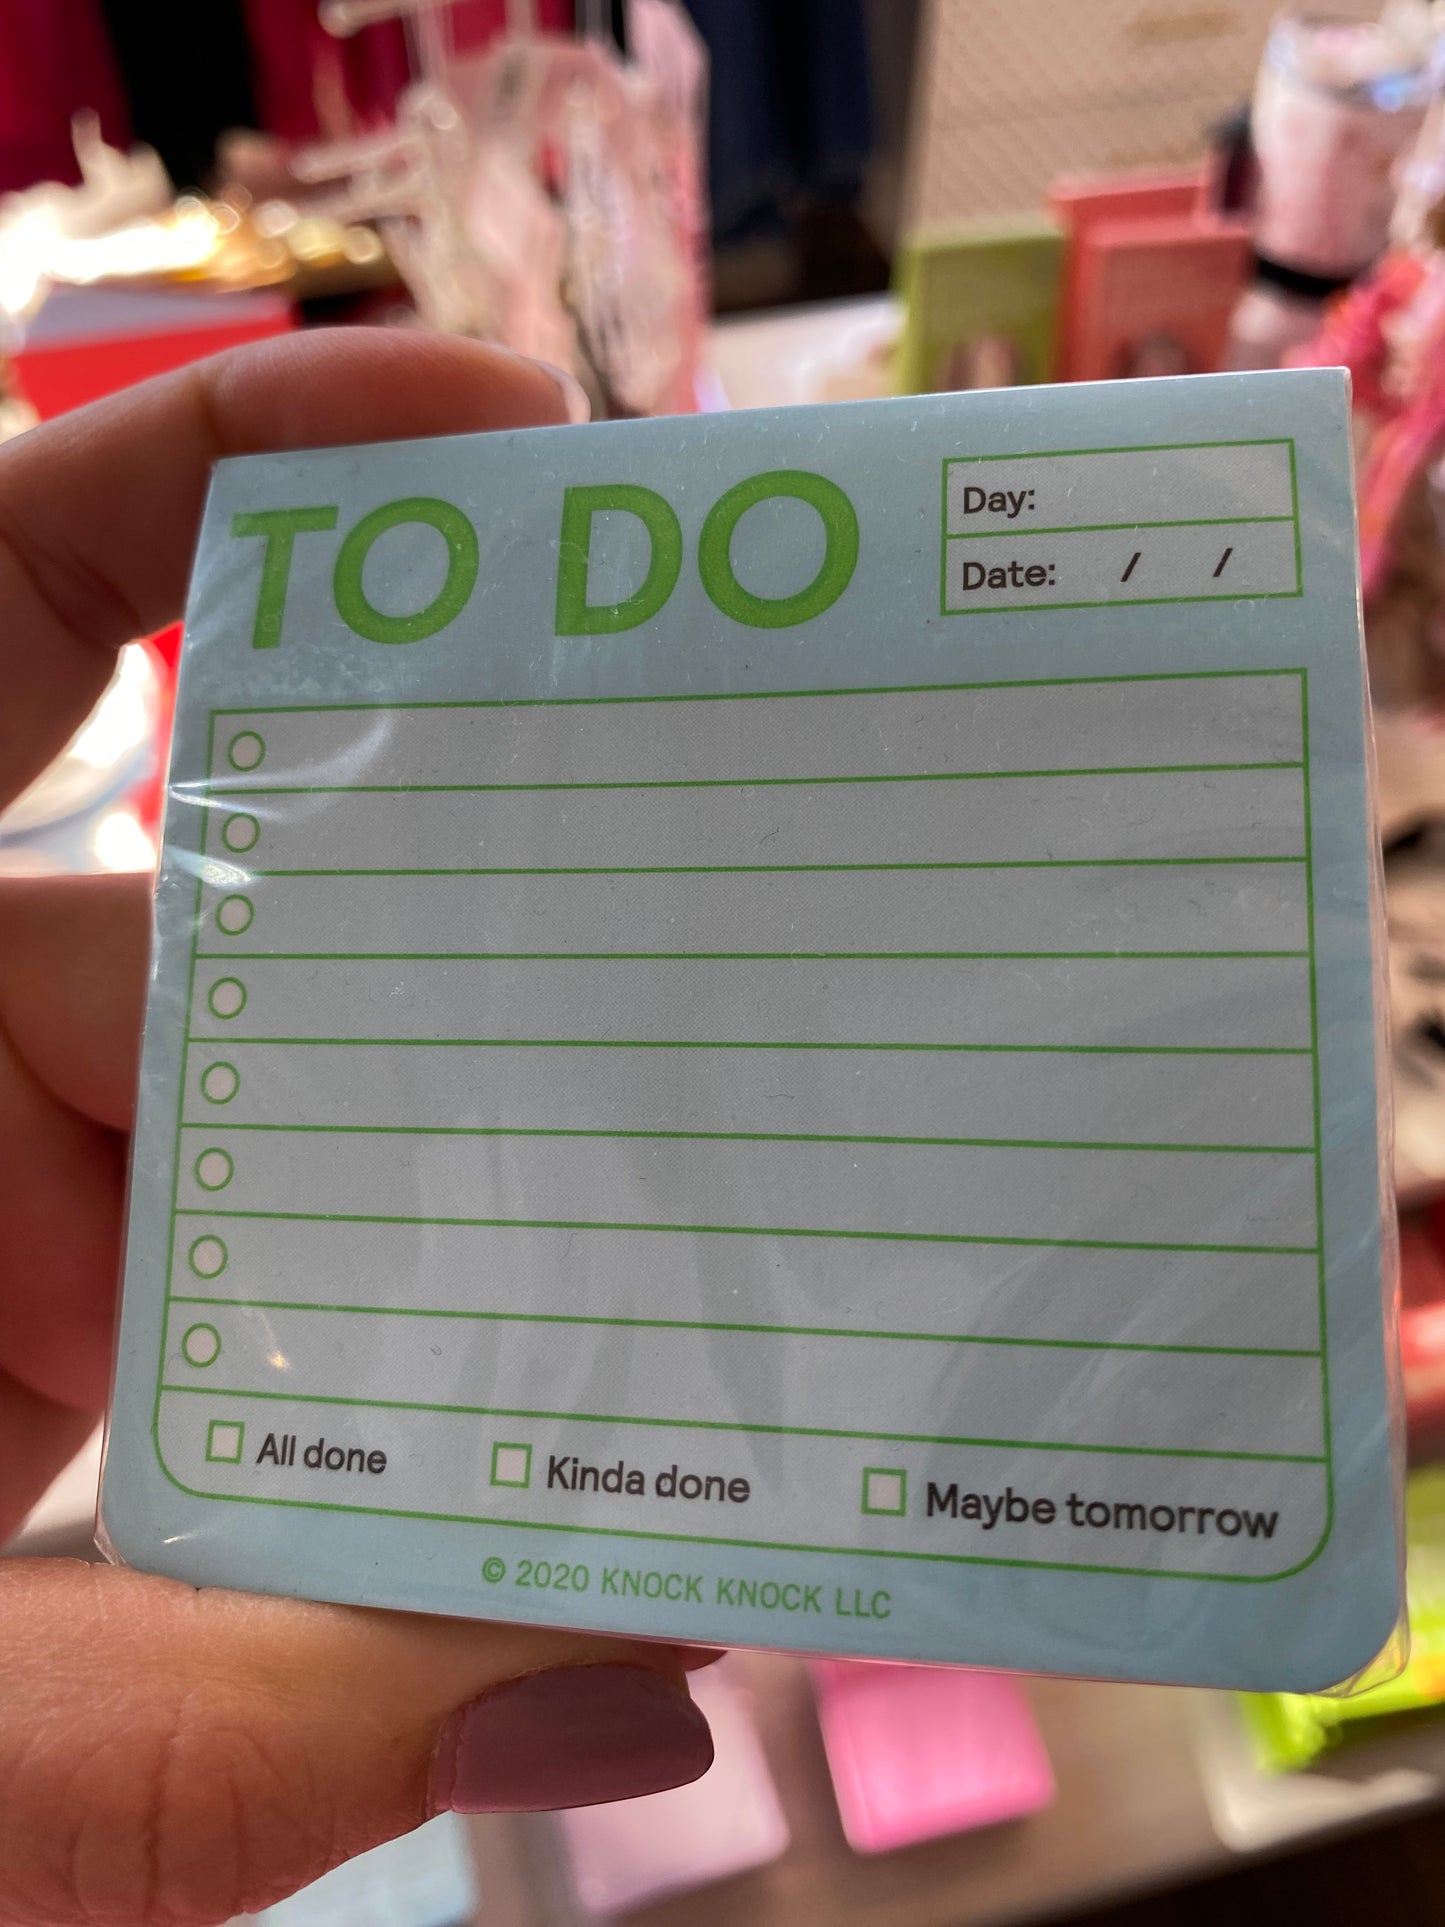 TO DO
Day:
Date: / /
All done Kinda done Maybe tomorrow
© 2020 KNOCK KNOCK LLC